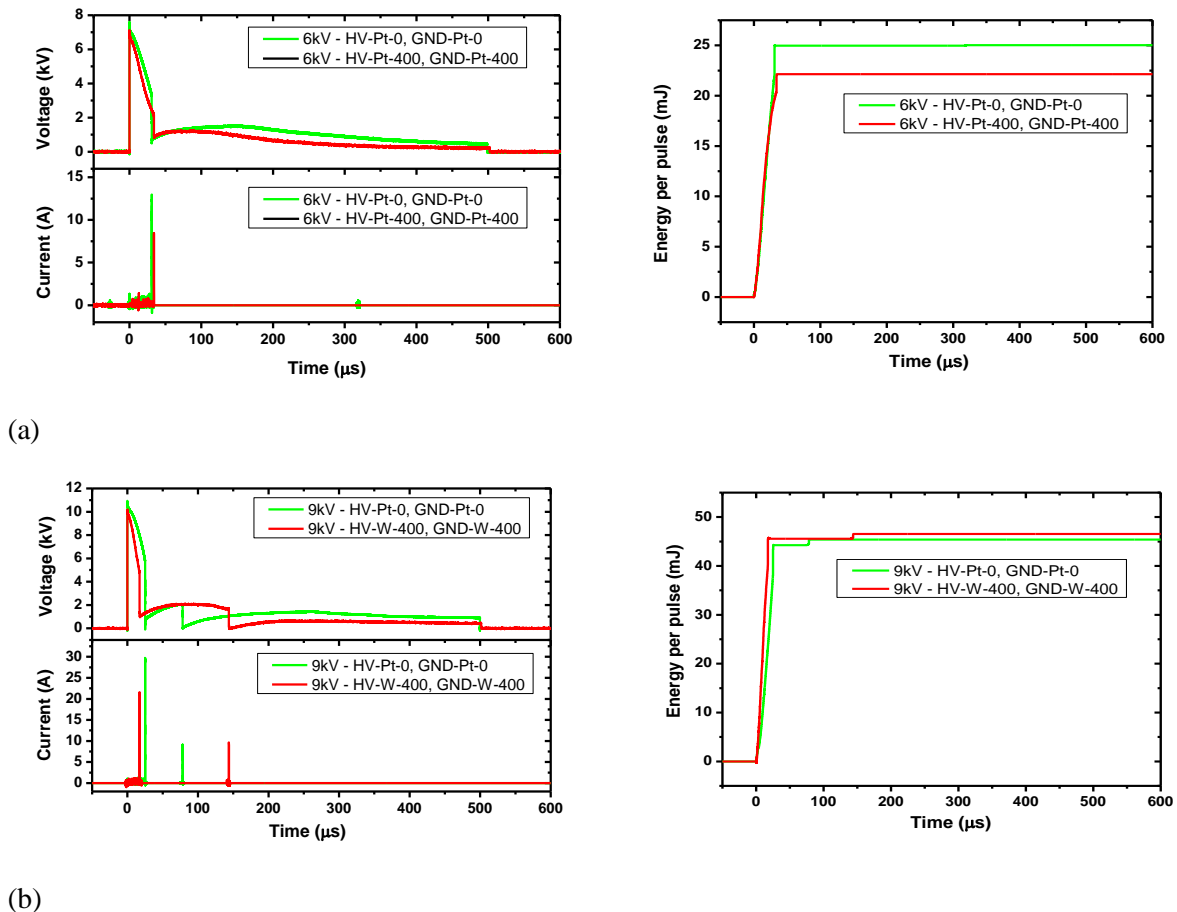 8
6
4
2
0
Voltage (kV)
6kV - HV-Pt-0, GND-Pt-0
6kV - HV-Pt-400, GND-Pt-400
15
10
5
0
Current (A)
6kV - HV-Pt-0, GND-Pt-0
6kV - HV-Pt-400, GND-Pt-400
0 100 200 300 400 500 600
Time (μs)
25
20
15
10
5
0
Energy per pulse (mJ)
6kV - HV-Pt-0, GND-Pt-0
6kV - HV-Pt-400, GND-Pt-400
0 100 200 300 400 500 600
Time (μs)
(a)
12
10
8
6
4
2
0
Voltage (kV)
9kV - HV-Pt-0, GND-Pt-0
9kV - HV-W-400, GND-W-400
30
25
20
15
10
5
0
Current (A)
9kV - HV-Pt-0, GND-Pt-0
9kV - HV-W-400, GND-W-400
0 100 200 300 400 500 600
Time (μs)
50
40
30
20
10
0
Energy per pulse (mJ)
9kV - HV-Pt-0, GND-Pt-0
9kV - HV-W-400, GND-W-400
0 100 200 300 400 500 600
Time (μs)
(b)